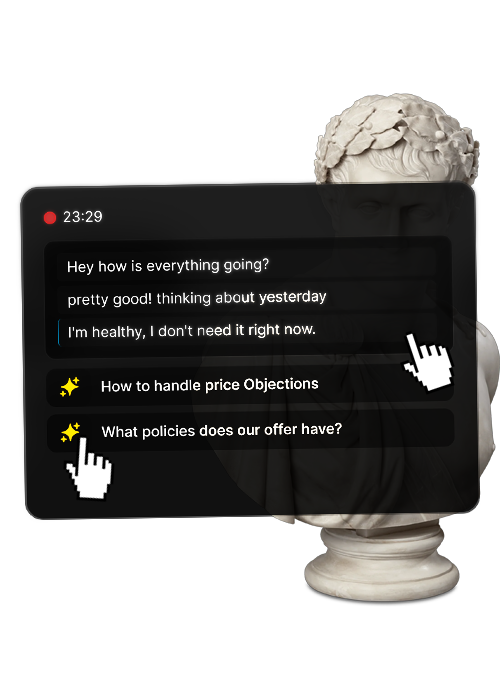 23:29
Hey how is everything going?
pretty good! thinking about yesterday
I'm healthy, I don't need it right now.
How to handle price Objections
What policies does our offer have?